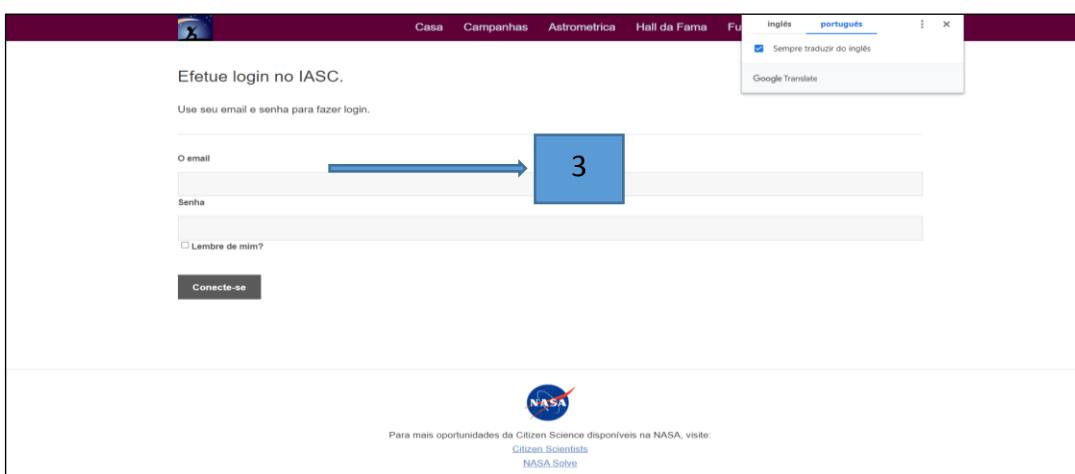 Casa Campanhas Astrometrica Hall da Fama Fu
inglês português
Sempre traduzir do inglês
Google Translate
Efetue login no IASC.
Use seu email e senha para fazer login.
O email
3
Senha
Lembre de mim?
Conecte-se
NASA
Para mais oportunidades da Citizen Science disponíveis na NASA, visite:
Citizen Scientists
NASA Solve